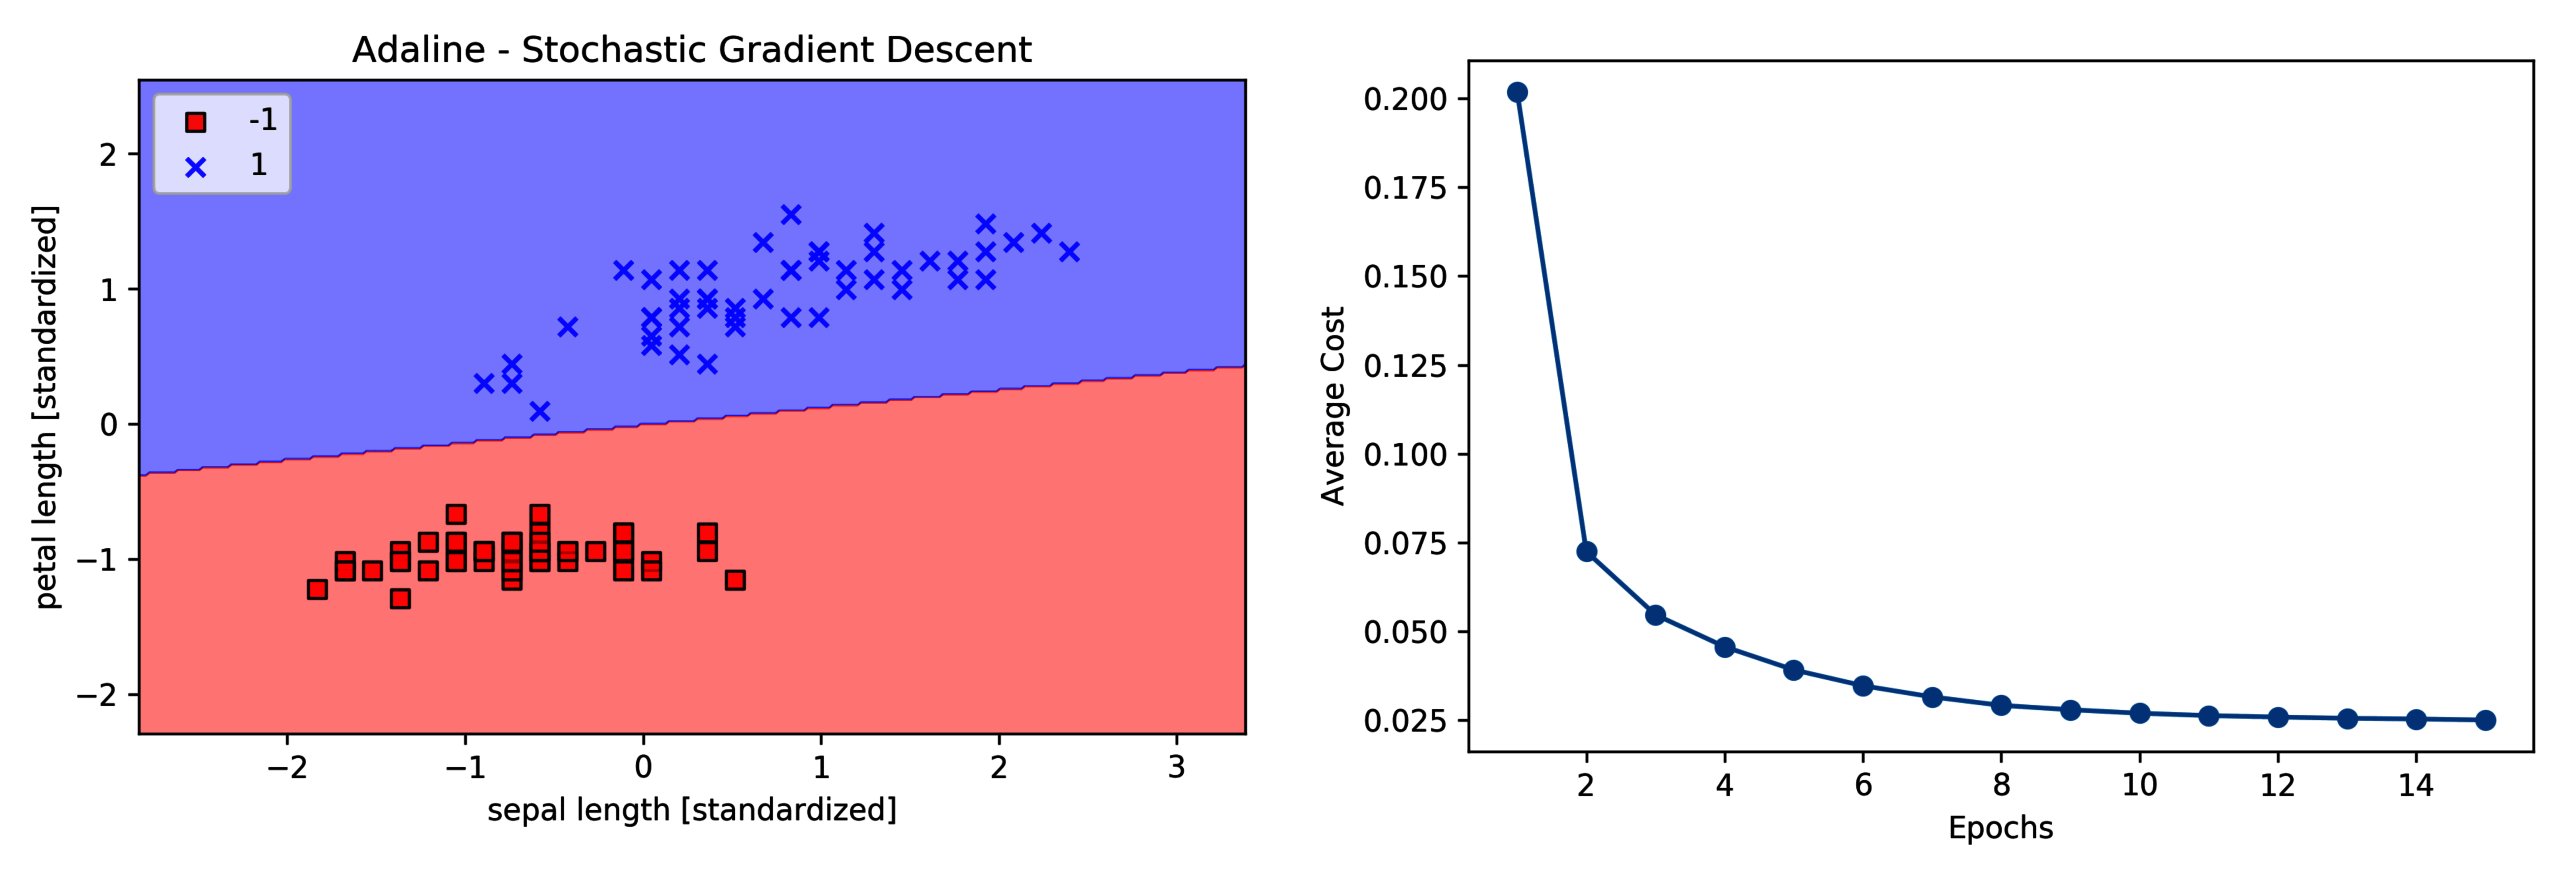 Adaline - Stochastic Gradient Descent
-1
1
2
1
0
−1
−2
petal length [standardized]
−2 −1 0 1 2 3
sepal length [standardized]
0.200
0.175
0.150
0.125
0.100
0.075
0.050
0.025
Average Cost
2 4 6 8 10 12 14
Epochs